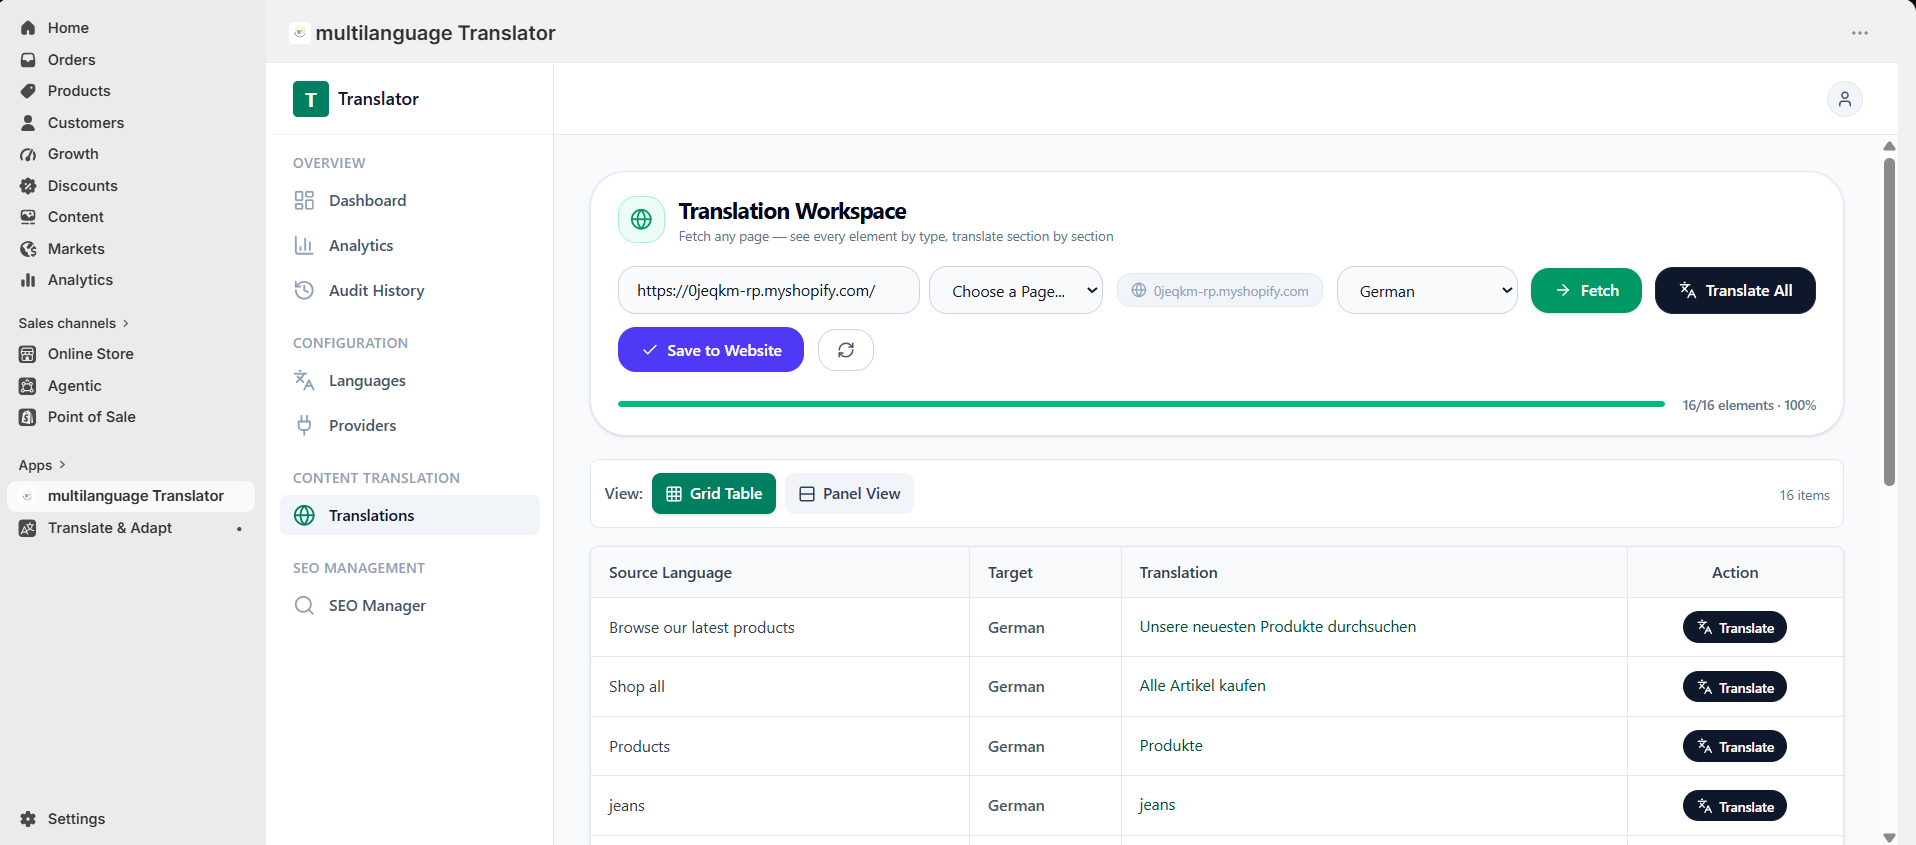 Home
Orders
Products
Customers
Growth
Discounts
Content
Markets
Analytics
Sales channels
Online Store
Agentic
Point of Sale
Apps
multilanguage Translator
Translate & Adapt
Settings
multilanguage Translator
T Translator
OVERVIEW
Dashboard
Analytics
Audit History
CONFIGURATION
Languages
Providers
CONTENT TRANSLATION
Translations
SEO MANAGEMENT
SEO Manager
Translation Workspace
Fetch any page — see every element by type, translate section by section
https://0jeqkm-rp.myshopify.com/ Choose a Page... 0jeqkm-rp.myshopify.com German Fetch Translate All
Save to Website
16/16 elements · 100%
View: Grid Table Panel View 16 items
Source Language Target Translation Action
Browse our latest products German Unsere neuesten Produkte durchsuchen Translate
Shop all German Alle Artikel kaufen Translate
Products German Produkte Translate
jeans German jeans Translate